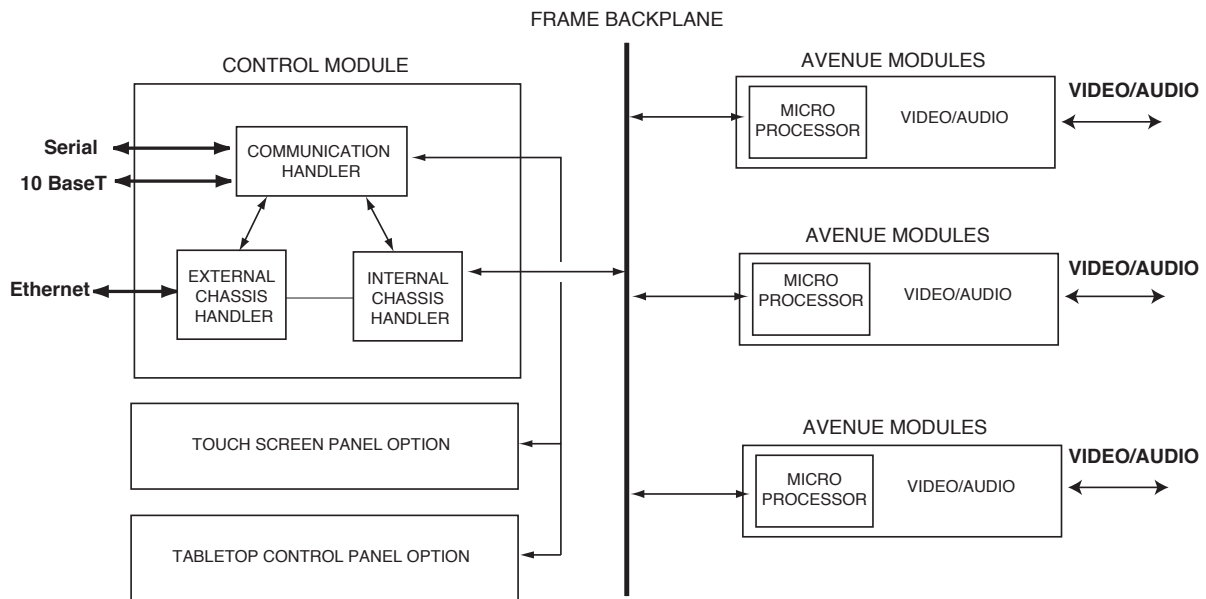 FRAME BACKPLANE
CONTROL MODULE
Serial
10 BaseT
Ethernet
COMMUNICATION
HANDLER
EXTERNAL
CHASSIS
HANDLER
INTERNAL
CHASSIS
HANDLER
TOUCH SCREEN PANEL OPTION
TABLETOP CONTROL PANEL OPTION
AVENUE MODULES
MICRO
PROCESSOR
VIDEO/AUDIO
VIDEO/AUDIO
AVENUE MODULES
MICRO
PROCESSOR
VIDEO/AUDIO
VIDEO/AUDIO
AVENUE MODULES
MICRO
PROCESSOR
VIDEO/AUDIO
VIDEO/AUDIO